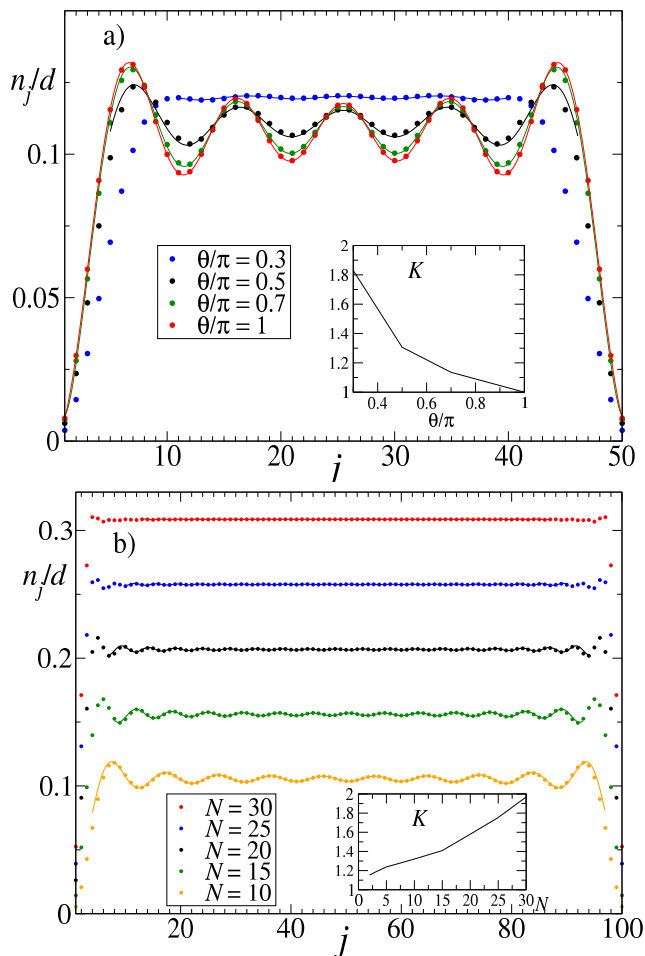 a)
n_j/d
0.1
0.05
0
1 10 20 30 40 50
j
θ/π = 0.3
θ/π = 0.5
θ/π = 0.7
θ/π = 1
K
2
1.8
1.6
1.4
1.2
1
0.4 0.6 0.8 1
θ/π
b)
n_j/d
0.3
0.2
0.1
0
20 40 60 80 100
j
N = 30
N = 25
N = 20
N = 15
N = 10
K
2
1.8
1.6
1.4
1.2
1
0 5 10 15 20 25 30 N